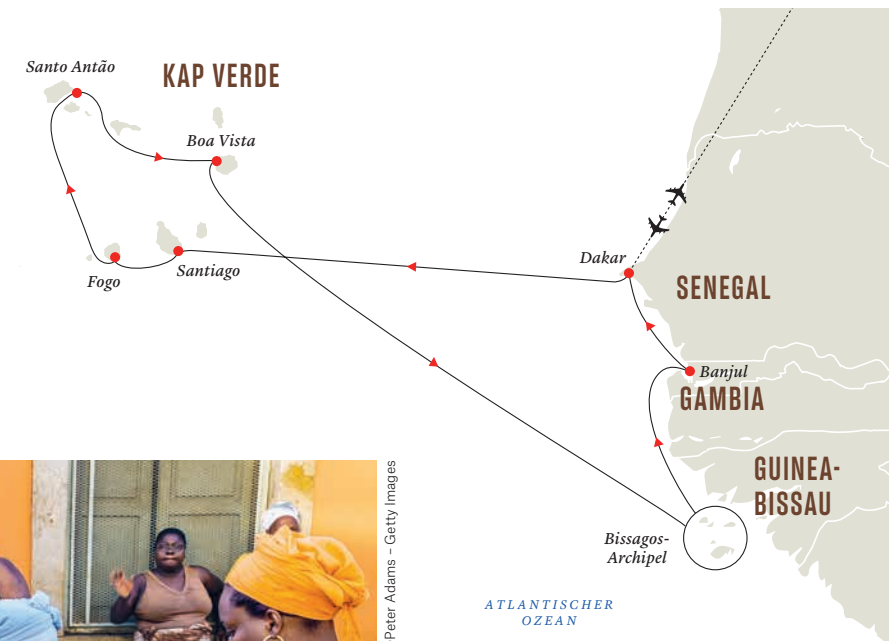 Santo Antão
KAP VERDE
Boa Vista
Fogo
Santiago
Dakar
SENEGAL
Banjul
GAMBIA
GUINEA-
BISSAU
Bissagos-
Archipel
ATLANTISCHER
OZEAN
Peter Adams – Getty Images